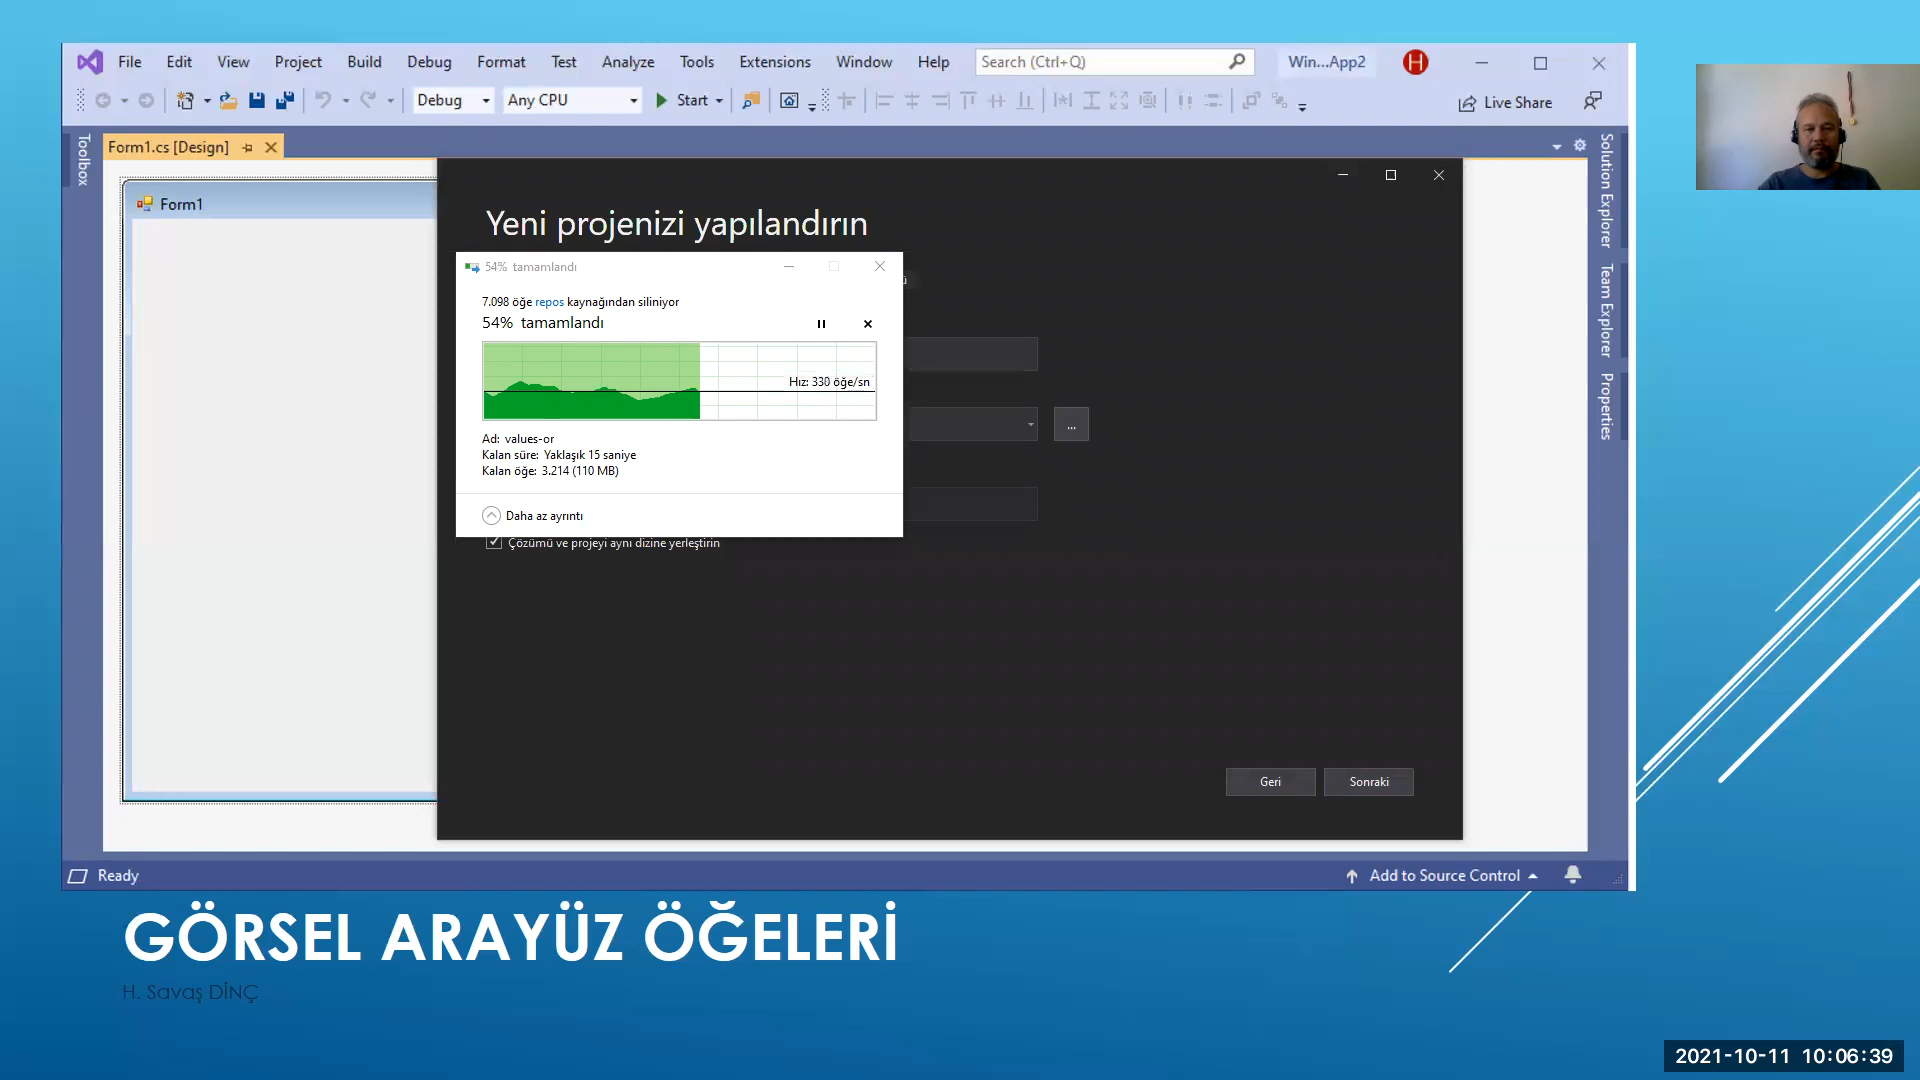 File Edit View Project Build Debug Format Test Analyze Tools Extensions Window Help Search (Ctrl+Q) Win...App2 H
Debug Any CPU Start Live Share
Toolbox
Form1.cs [Design]
Form1
Yeni projenizi yapılandırın
54% tamamlandı
7.098 öğe repos kaynağından siliniyor
54% tamamlandı
Hız: 330 öğe/sn
Ad: values-or
Kalan süre: Yaklaşık 15 saniye
Kalan öğe: 3.214 (110 MB)
Daha az ayrıntı
...
Çözümü ve projeyi aynı dizine yerleştirin
Geri Sonraki
Solution Explorer
Team Explorer
Properties
Ready Add to Source Control
GÖRSEL ARAYÜZ ÖĞELERİ
H. Savaş DİNÇ
2021-10-11 10:06:39